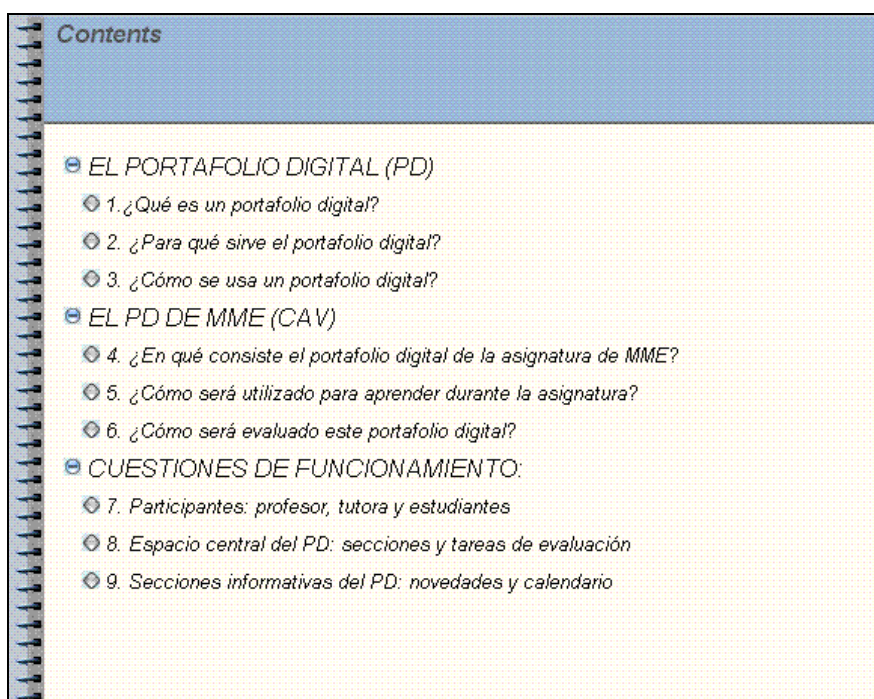 Contents
EL PORTAFOLIO DIGITAL (PD)
1.¿Qué es un portafolio digital?
2. ¿Para qué sirve el portafolio digital?
3. ¿Cómo se usa un portafolio digital?
EL PD DE MME (CAV)
4. ¿En qué consiste el portafolio digital de la asignatura de MME?
5. ¿Cómo será utilizado para aprender durante la asignatura?
6. ¿Cómo será evaluado este portafolio digital?
CUESTIONES DE FUNCIONAMIENTO:
7. Participantes: profesor, tutora y estudiantes
8. Espacio central del PD: secciones y tareas de evaluación
9. Secciones informativas del PD: novedades y calendario